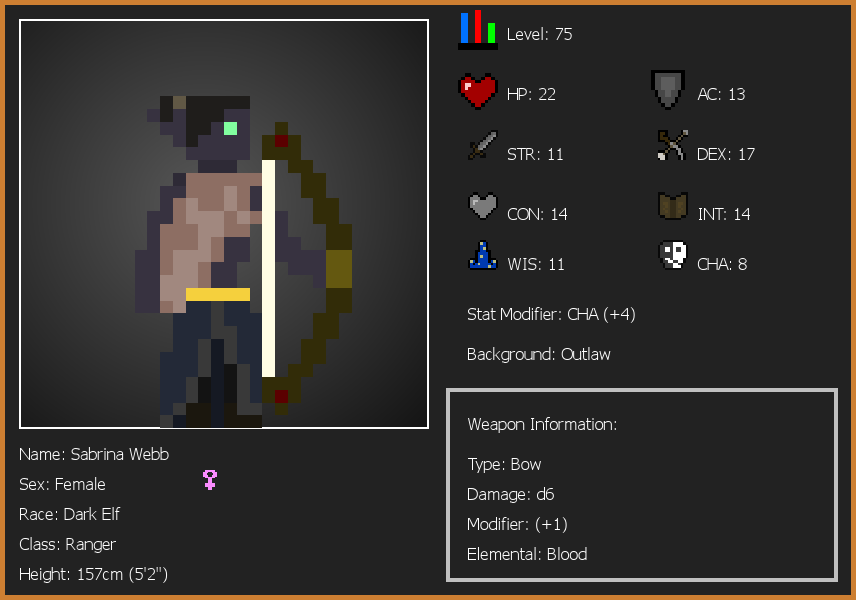 Level: 75
HP: 22
AC: 13
STR: 11
DEX: 17
CON: 14
INT: 14
WIS: 11
CHA: 8
Stat Modifier: CHA (+4)
Background: Outlaw
Weapon Information:
Type: Bow
Damage: d6
Modifier: (+1)
Elemental: Blood
Name: Sabrina Webb
Sex: Female
Race: Dark Elf
Class: Ranger
Height: 157cm (5'2")